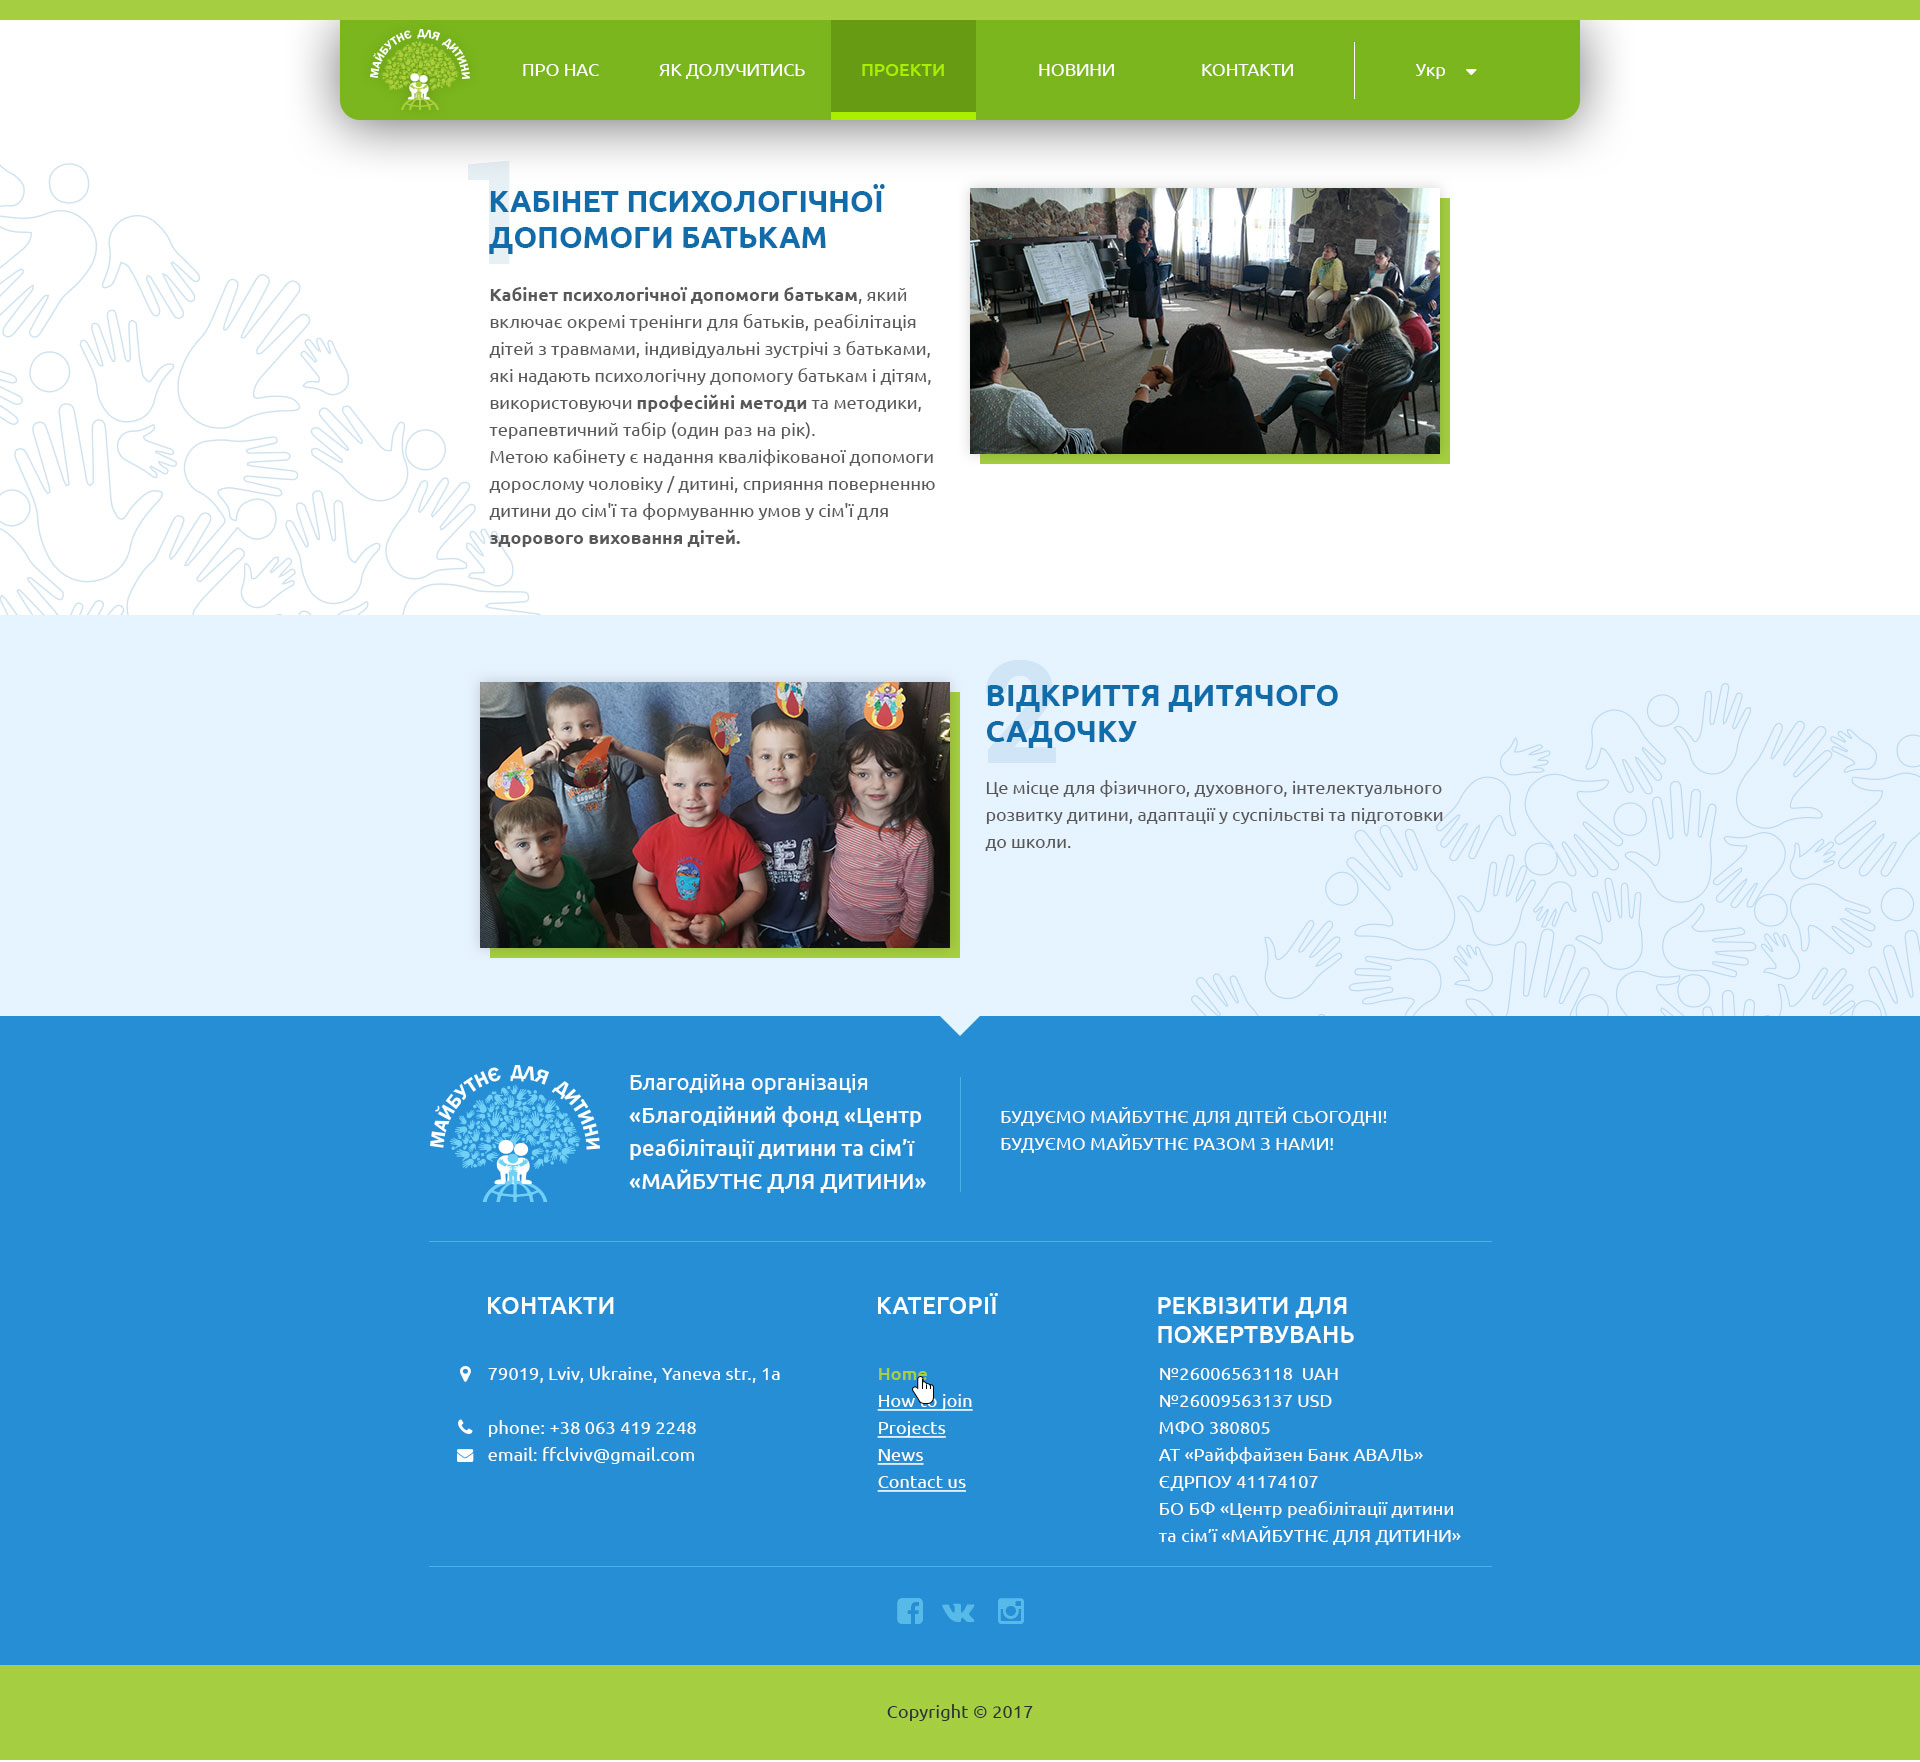 МАЙБУТНЄ ДЛЯ ДИТИНИ
ПРО НАС
ЯК ДОЛУЧИТИСЬ
ПРОЕКТИ
НОВИНИ
КОНТАКТИ
Укр
1
КАБІНЕТ ПСИХОЛОГІЧНОЇ
ДОПОМОГИ БАТЬКАМ
Кабінет психологічної допомоги батькам, який
включає окремі тренінги для батьків, реабілітація
дітей з травмами, індивідуальні зустрічі з батьками,
які надають психологічну допомогу батькам і дітям,
використовуючи професійні методи та методики,
терапевтичний табір (один раз на рік).
Метою кабінету є надання кваліфікованої допомоги
дорослому чоловіку / дитині, сприяння поверненню
дитини до сім'ї та формуванню умов у сім'ї для
здорового виховання дітей.
2
ВІДКРИТТЯ ДИТЯЧОГО
САДОЧКУ
Це місце для фізичного, духовного, інтелектуального
розвитку дитини, адаптації у суспільстві та підготовки
до школи.
МАЙБУТНЄ ДЛЯ ДИТИНИ
Благодійна організація
«Благодійний фонд «Центр
реабілітації дитини та сім’ї
«МАЙБУТНЄ ДЛЯ ДИТИНИ»
БУДУЄМО МАЙБУТНЄ ДЛЯ ДІТЕЙ СЬОГОДНІ!
БУДУЄМО МАЙБУТНЄ РАЗОМ З НАМИ!
КОНТАКТИ
79019, Lviv, Ukraine, Yaneva str., 1a
phone: +38 063 419 2248
email: ffclviv@gmail.com
КАТЕГОРІЇ
Home
How to join
Projects
News
Contact us
РЕКВІЗИТИ ДЛЯ
ПОЖЕРТВУВАНЬ
№26006563118 UAH
№26009563137 USD
МФО 380805
АТ «Райффайзен Банк АВАЛЬ»
ЄДРПОУ 41174107
БО БФ «Центр реабілітації дитини
та сім’ї «МАЙБУТНЄ ДЛЯ ДИТИНИ»
Copyright © 2017